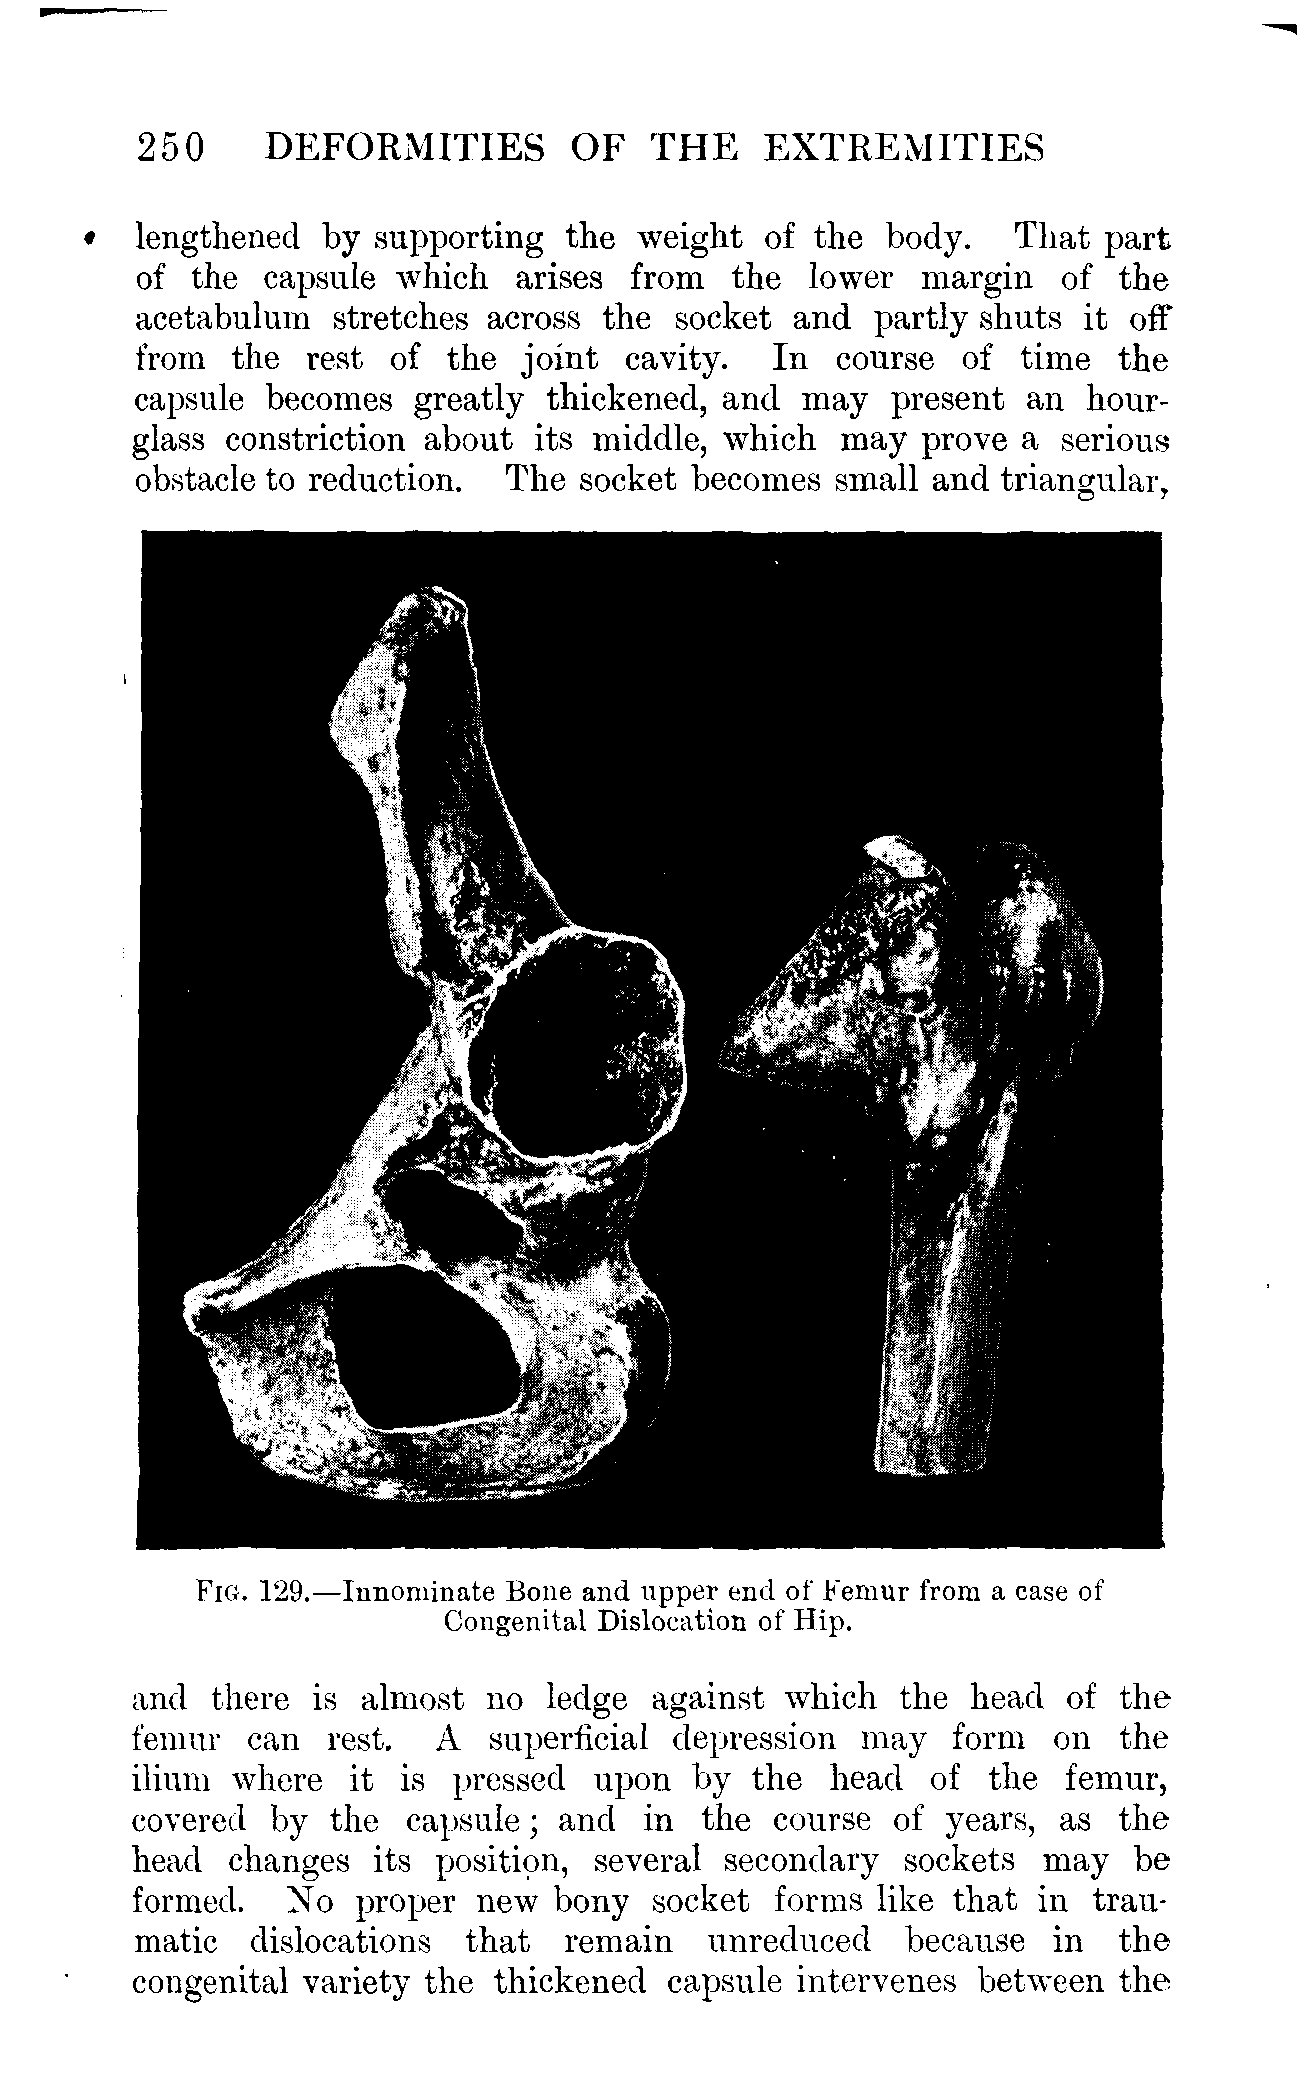 250 DEFORMITIES OF THE EXTREMITIES
lengthened by supporting the weight of the body. That part
of the capsule which arises from the lower margin of the
acetabulum stretches across the socket and partly shuts it off
from the rest of the joint cavity. In course of time the
capsule becomes greatly thickened, and may present an hour-
glass constriction about its middle, which may prove a serious
obstacle to reduction. The socket becomes small and triangular,
FIG. 129.—Innominate Bone and upper end of Femur from a case of
Congenital Dislocation of Hip.
and there is almost no ledge against which the head of the
femur can rest. A superficial depression may form on the
ilium where it is pressed upon by the head of the femur,
covered by the capsule; and in the course of years, as the
head changes its position, several secondary sockets may be
formed. No proper new bony socket forms like that in trau-
matic dislocations that remain unreduced because in the
congenital variety the thickened capsule intervenes between the